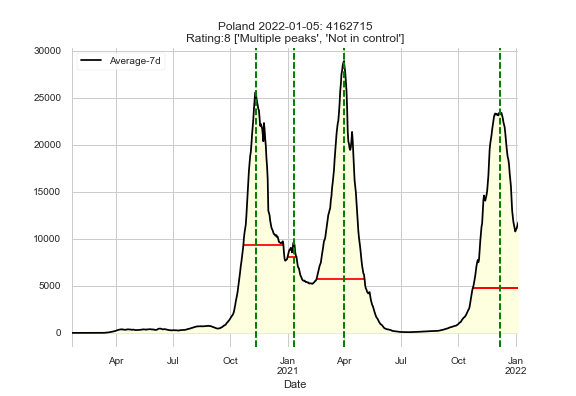 Poland 2022-01-05: 4162715
Rating:8 ['Multiple peaks', 'Not in control']
Average-7d
30000
25000
20000
15000
10000
5000
0
Apr Jul Oct Jan Apr Jul Oct Jan
2021 2022
Date